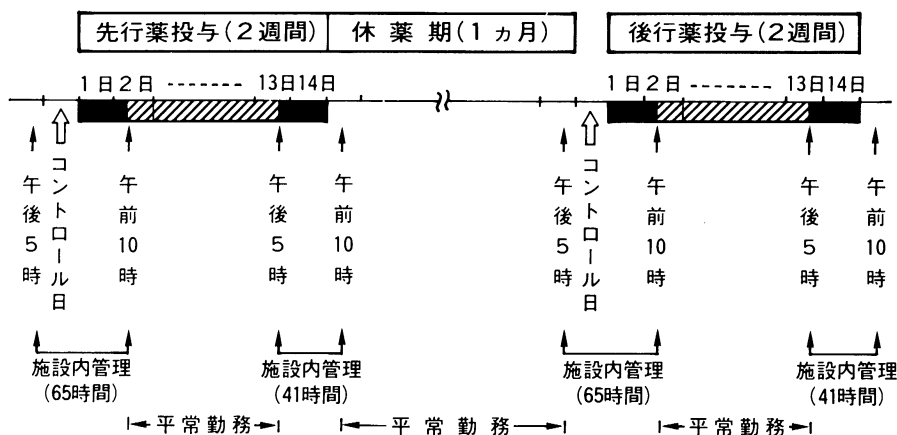 先行薬投与(2週間) 休薬期(1ヵ月) 後行薬投与(2週間)
1日2日 ------- 13日14日 1日2日 ------- 13日14日
午後5時
コントロール日
午前10時
午後5時
午前10時
午後5時
コントロール日
午前10時
午後5時
午前10時
施設内管理 施設内管理 施設内管理 施設内管理
(65時間) (41時間) (65時間) (41時間)
平常勤務 平常勤務 平常勤務